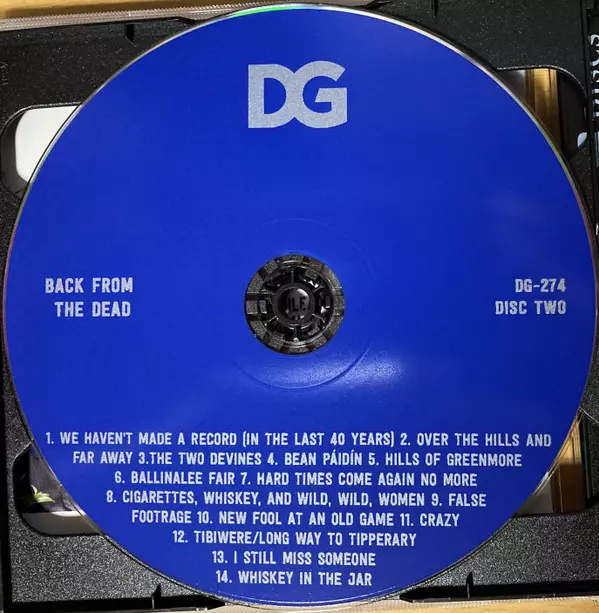 DG
BACK FROM
THE DEAD
DG-274
DISC TWO
1. WE HAVEN'T MADE A RECORD (IN THE LAST 40 YEARS) 2. OVER THE HILLS AND
FAR AWAY 3.THE TWO DEVINES 4. BEAN PÁIDÍN 5. HILLS OF GREENMORE
6. BALLINALEE FAIR 7. HARD TIMES COME AGAIN NO MORE
8. CIGARETTES, WHISKEY, AND WILD, WILD, WOMEN 9. FALSE
FOOTRAGE 10. NEW FOOL AT AN OLD GAME 11. CRAZY
12. TIBIWERE/LONG WAY TO TIPPERARY
13. I STILL MISS SOMEONE
14. WHISKEY IN THE JAR